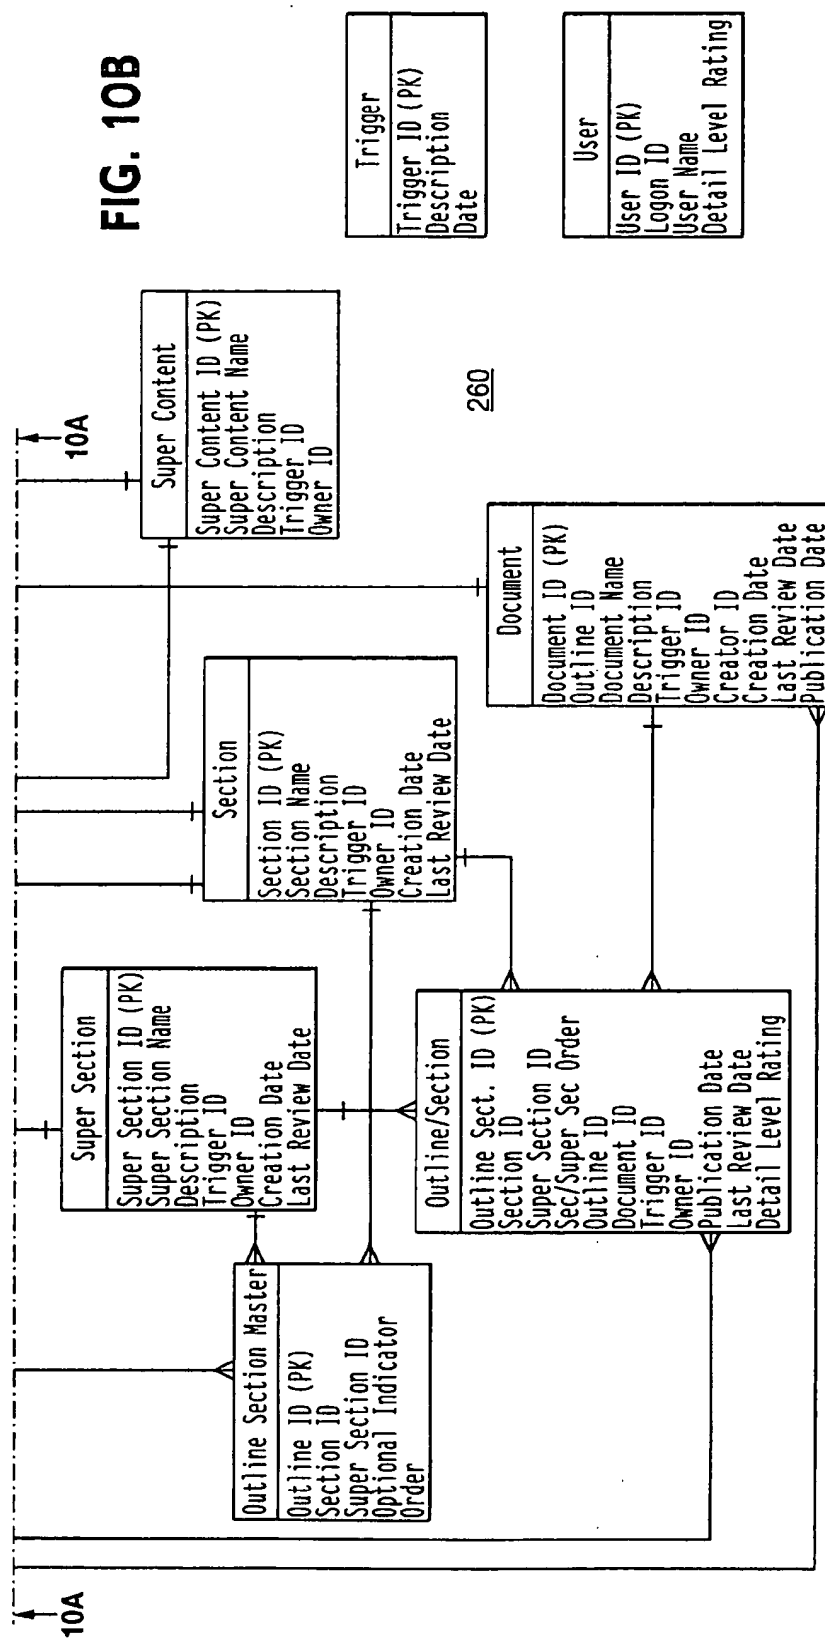 FIG. 10B
10A
10A
Super Section
Super Section ID (PK)
Super Section Name
Description
Trigger ID
Owner ID
Creation Date
Last Review Date
Super Content
Super Content ID (PK)
Super Content Name
Description
Trigger ID
Owner ID
Section
Section ID (PK)
Section Name
Description
Trigger ID
Owner ID
Creation Date
Last Review Date
Outline Section Master
Outline ID (PK)
Section ID
Super Section ID
Optional Indicator
Order
Outline/Section
Outline Sect. ID (PK)
Section ID
Super Section ID
Sec/Super Sec Order
Outline ID
Document ID
Trigger ID
Owner ID
Publication Date
Last Review Date
Detail Level Rating
Document
Document ID (PK)
Outline ID
Document Name
Description
Trigger ID
Owner ID
Creator ID
Creation Date
Last Review Date
Publication Date
260
Trigger
Trigger ID (PK)
Description
Date
User
User ID (PK)
Logon ID
User Name
Detail Level Rating